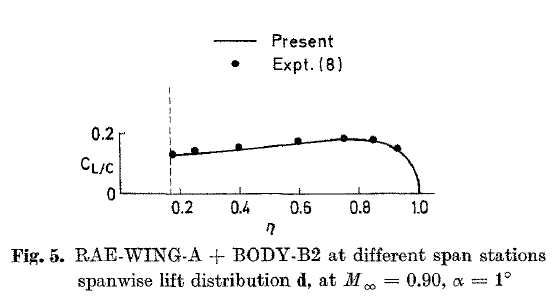 Present
Expt. (8)
0.2
C_L/C
0
0.2 0.4 0.6 0.8 1.0
η
Fig. 5. RAE-WING-A + BODY-B2 at different span stations
spanwise lift distribution d, at M∞ = 0.90, α = 1°